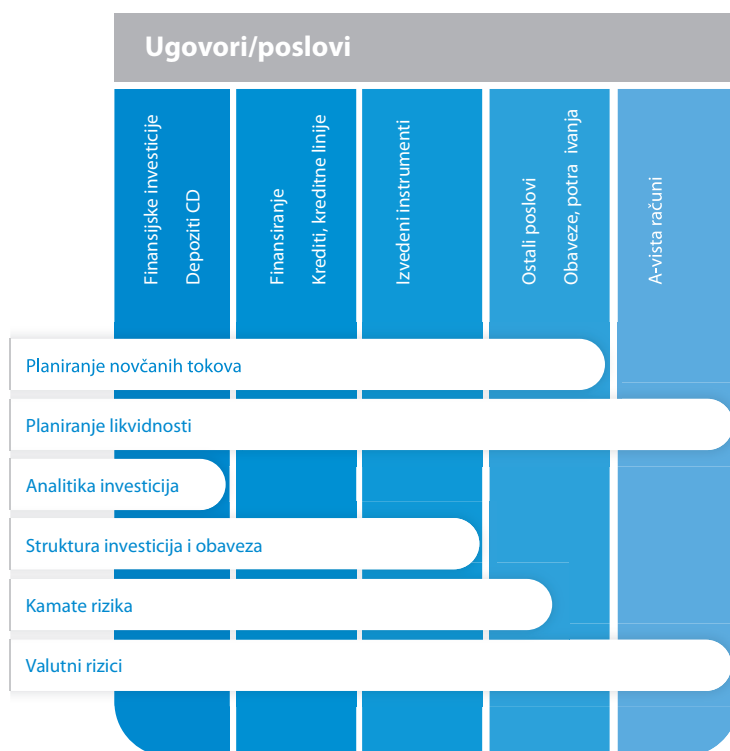 Ugovori/poslovi
Finansijske investicije
Depoziti CD
Finansiranje
Krediti, kreditne linije
Izvedeni instrumenti
Ostali poslovi
Obaveze, potra ivanja
A-vista računi
Planiranje novčanih tokova
Planiranje likvidnosti
Analitika investicija
Struktura investicija i obaveza
Kamate rizika
Valutni rizici